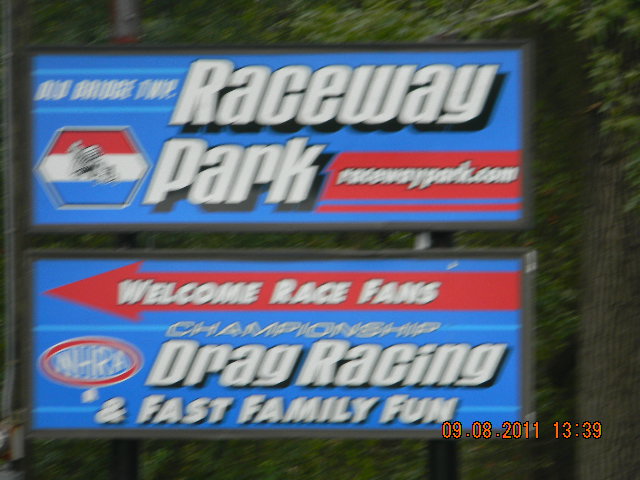 OLD BRIDGE TWP. Raceway
Park
racewaypark.com
WELCOME RACE FANS
CHAMPIONSHIP
NHRA
Drag Racing
& FAST FAMILY FUN
09.08.2011 13:39